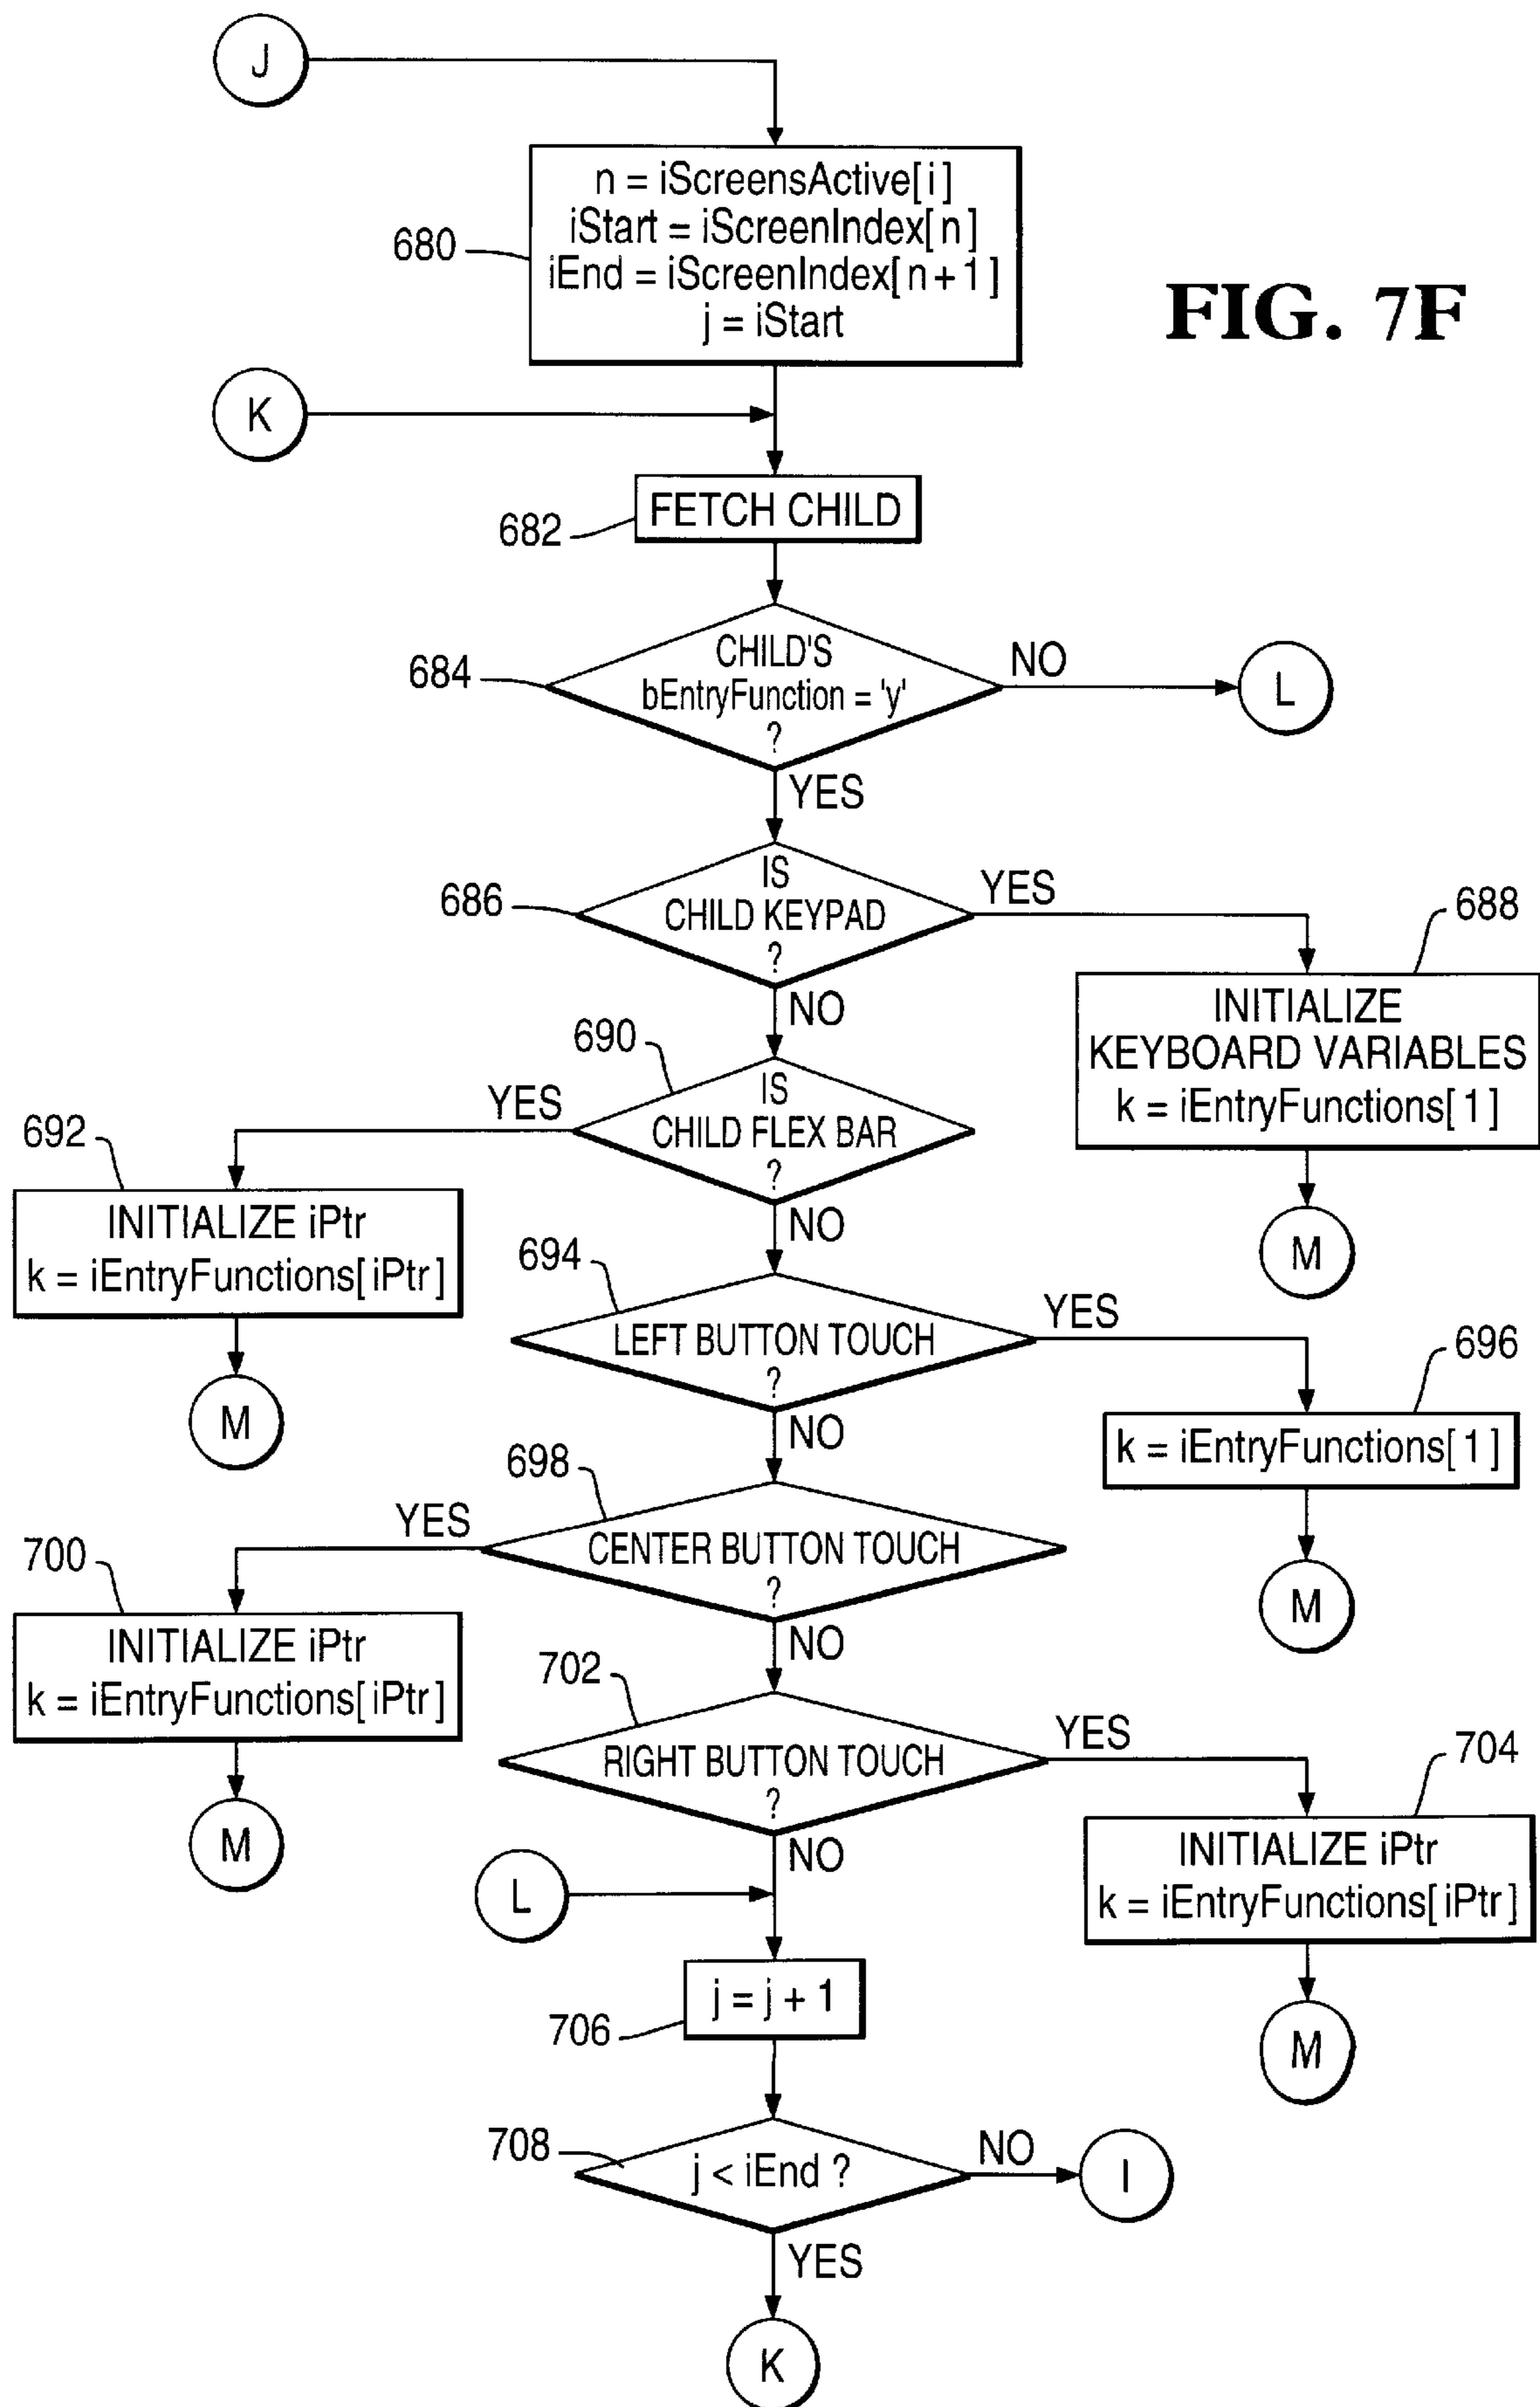 J
n = iScreensActive[i]
iStart = iScreenIndex[n]
iEnd = iScreenIndex[n+1]
j = iStart
680
FIG. 7F
K
FETCH CHILD
682
CHILD'S
bEntryFunction = 'y'
?
684
NO
L
YES
IS
CHILD KEYPAD
?
686
YES
688
INITIALIZE
KEYBOARD VARIABLES
k = iEntryFunctions[1]
M
NO
690
IS
CHILD FLEX BAR
?
YES
692
INITIALIZE iPtr
k = iEntryFunctions[iPtr]
M
NO
694
LEFT BUTTON TOUCH
?
YES
696
k = iEntryFunctions[1]
M
NO
698
CENTER BUTTON TOUCH
?
YES
700
INITIALIZE iPtr
k = iEntryFunctions[iPtr]
M
NO
702
RIGHT BUTTON TOUCH
?
YES
704
INITIALIZE iPtr
k = iEntryFunctions[iPtr]
M
NO
L
j = j + 1
706
708
j < iEnd ?
NO
I
YES
K